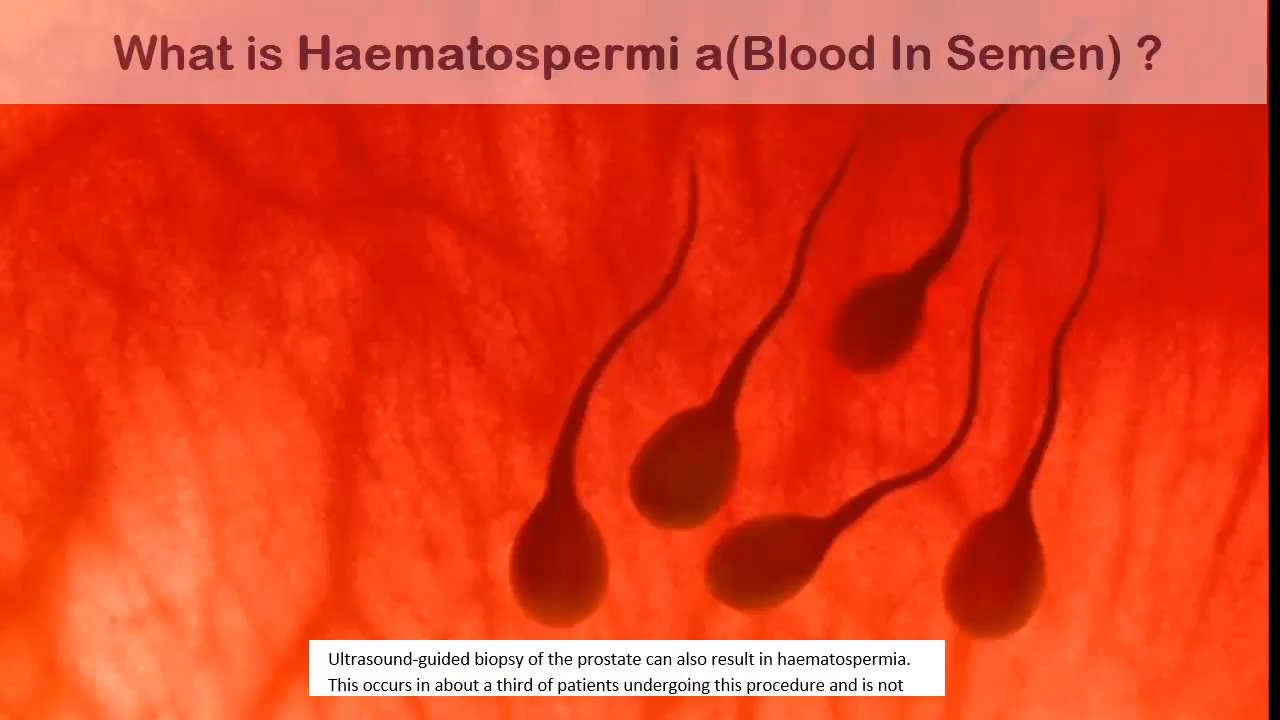 What is Haematospermi a(Blood In Semen) ?
Ultrasound-guided biopsy of the prostate can also result in haematospermia.
This occurs in about a third of patients undergoing this procedure and is not